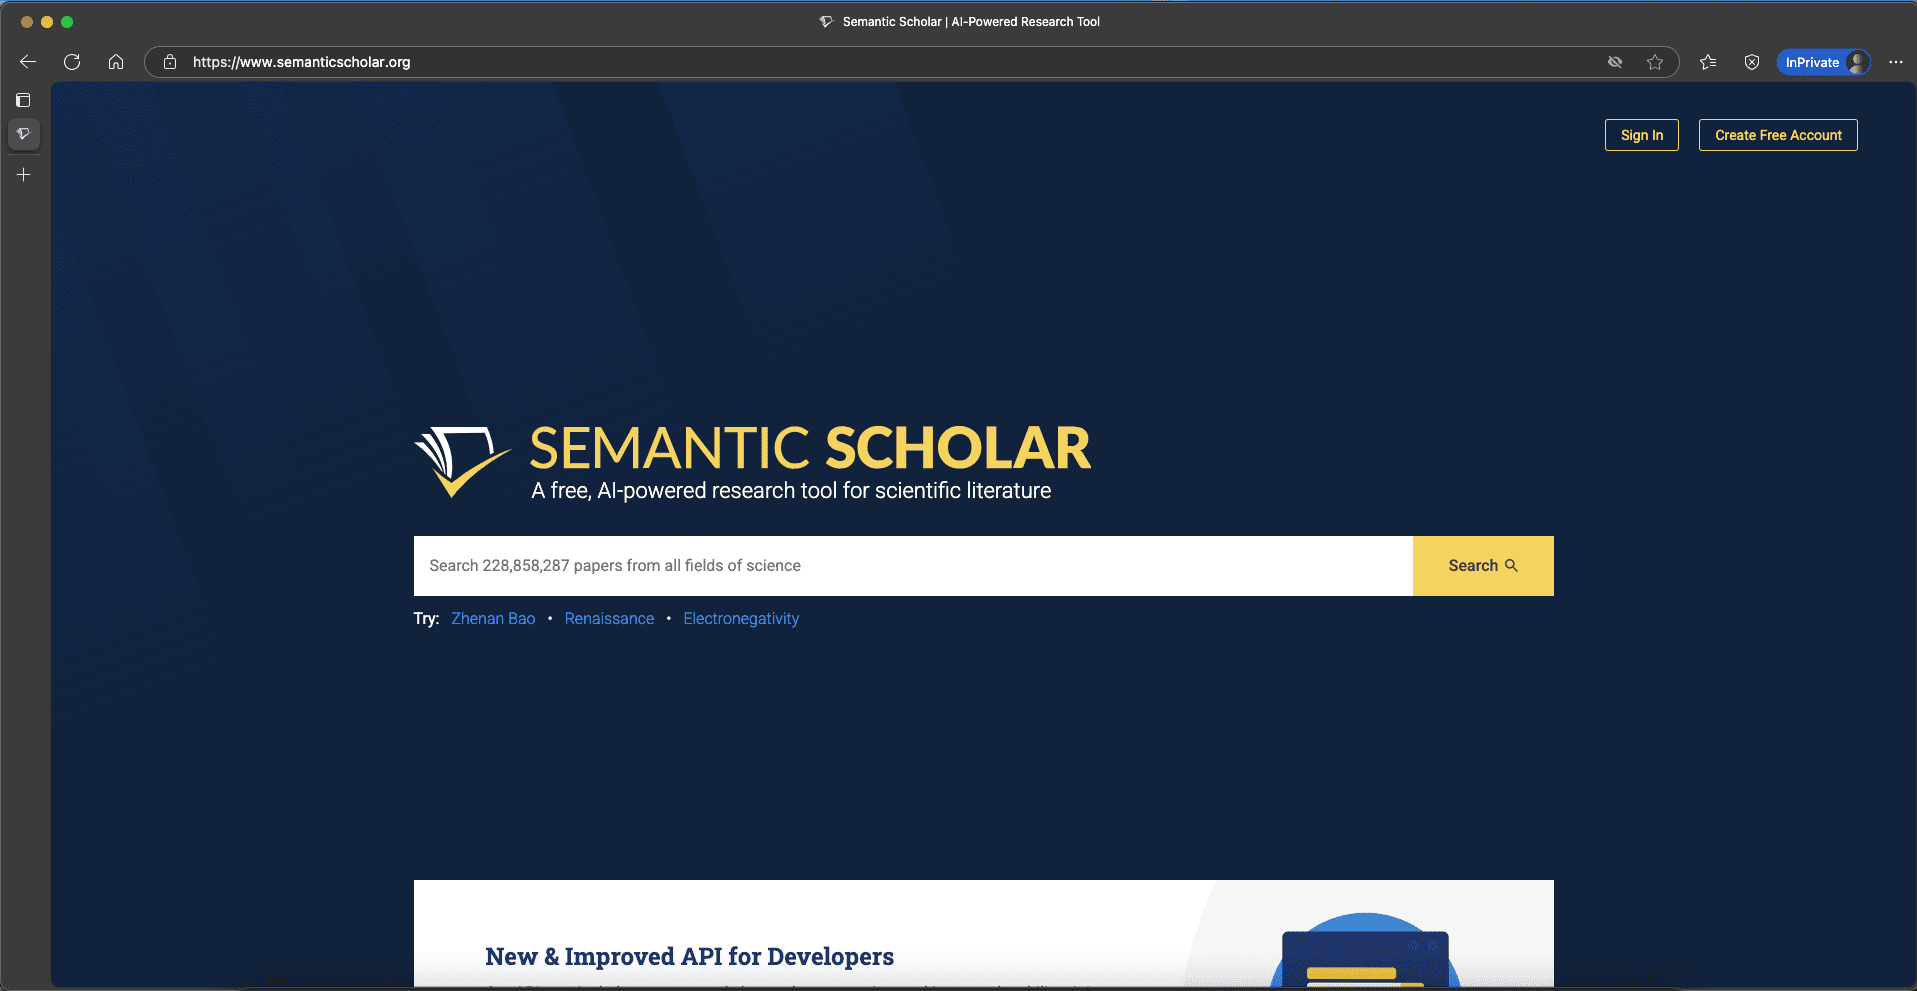 Semantic Scholar | AI-Powered Research Tool
https://www.semanticscholar.org
InPrivate
Sign In
Create Free Account
SEMANTIC SCHOLAR
A free, AI-powered research tool for scientific literature
Search 228,858,287 papers from all fields of science
Search
Try: Zhenan Bao • Renaissance • Electronegativity
New & Improved API for Developers